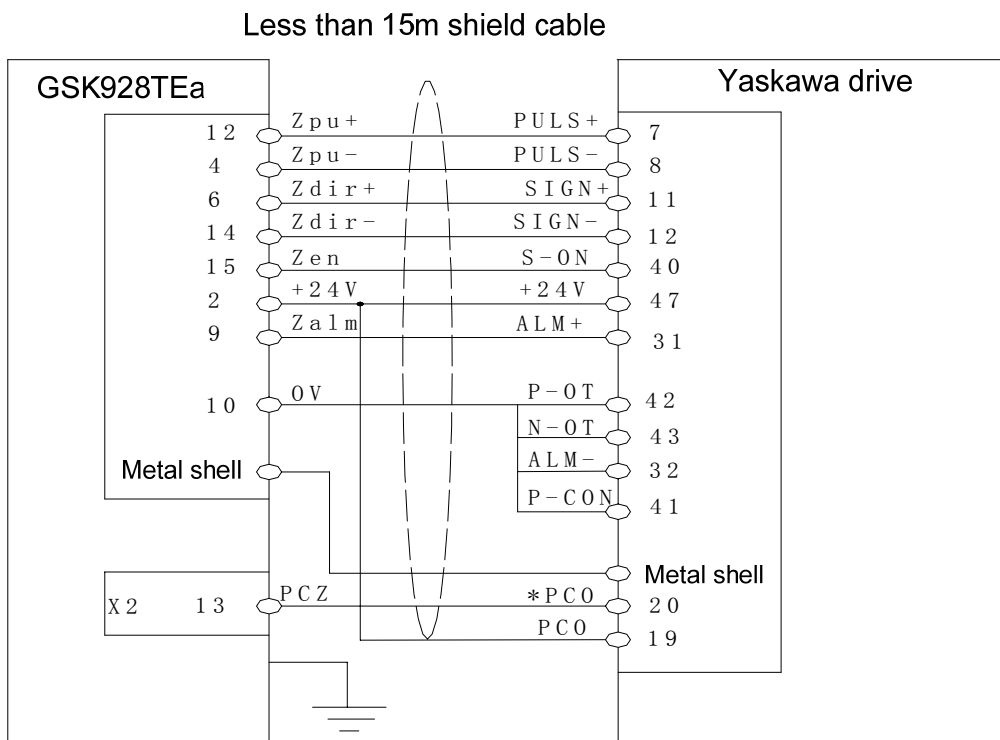 Less than 15m shield cable
GSK928TEa
Yaskawa drive
12 Zpu+ PULS+ 7
4 Zpu- PULS- 8
6 Zdir+ SIGN+ 11
14 Zdir- SIGN- 12
15 Zen S-ON 40
2 +24V +24V 47
9 Zalm ALM+ 31
10 0V P-OT 42
N-OT 43
ALM- 32
Metal shell
P-CON 41
Metal shell
X2 13 PCZ *PCO 20
PCO 19